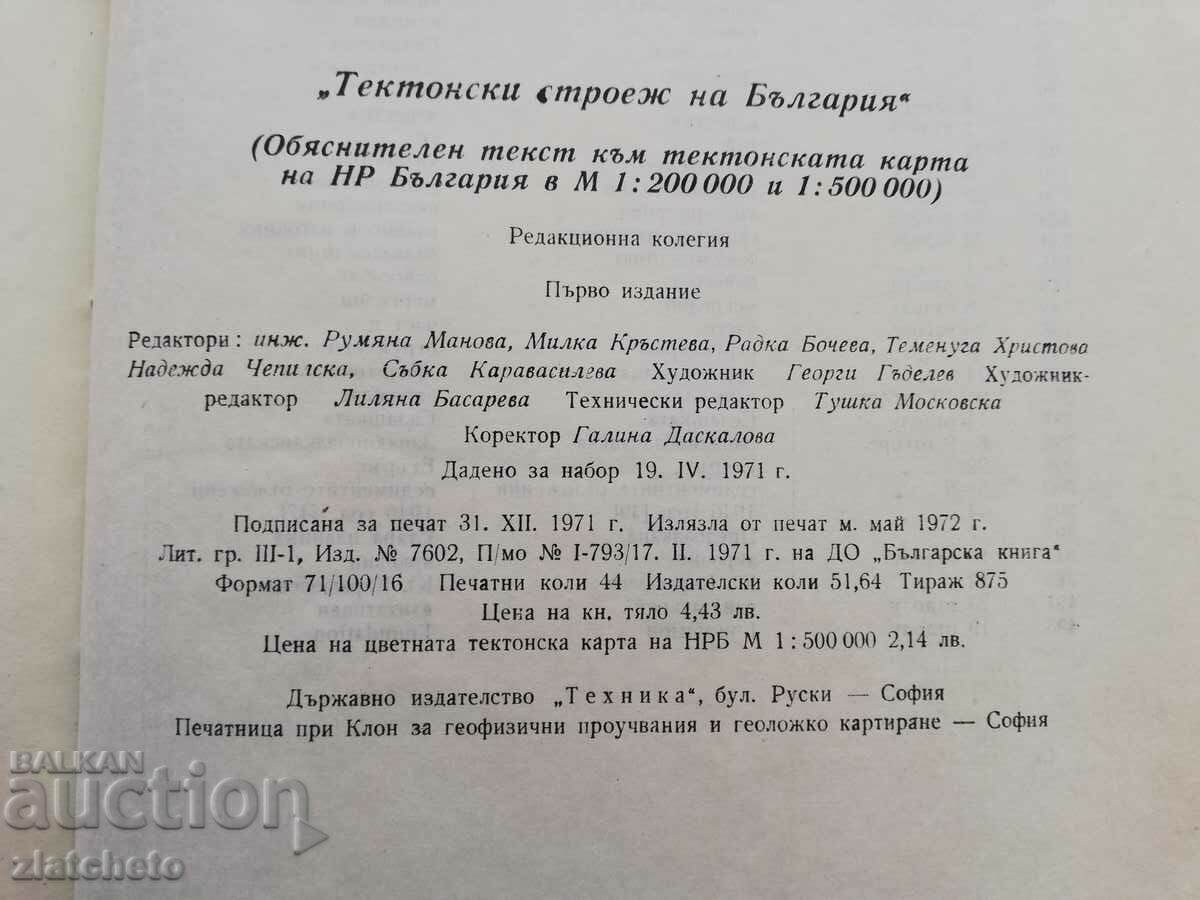 „Тектонски строеж на България“
(Обяснителен текст към тектонската карта
на НР България в М 1:200 000 и 1:500 000)
Редакционна колегия
Първо издание
Редактори: инж. Румяна Манова, Милка Кръстева, Радка Бочева, Теменуга Христова
Надежда Събка Каравасилева Художник Георги Гъделев Художник-
редактор Лиляна Басарева Технически редактор Тушка Московска
Коректор Галина Даскалова
Дадено за набор 19. IV. 1971 г.
Подписана за печат 31. XII. 1971 г. Излязла от печат м. май 1972 г.
Лит. гр. III-1, Изд. № 7602, П/мо № I-793/17. II. 1971 г. на ДО „Българска книга“
Формат 71/100/16 Печатни коли 44 Издателски коли 51,64 Тираж 875
Цена на кн. тяло 4,43 лв.
Цена на цветната тектонска карта на НРБ М 1:500 000 2,14 лв.
Държавно издателство „Техника“, бул. Руски — София
Печатница при Клон за геофизични проучвания и геоложко картиране — София
BALKAN
auction
zlatcheto